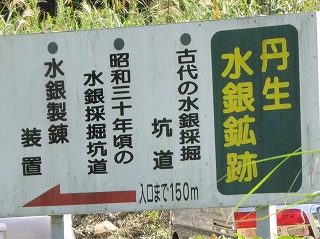 丹生
水銀鉱跡
●古代の水銀採掘
坑道
●昭和三十年頃の
水銀採掘坑道
●水銀製錬
装置
入口まで150m